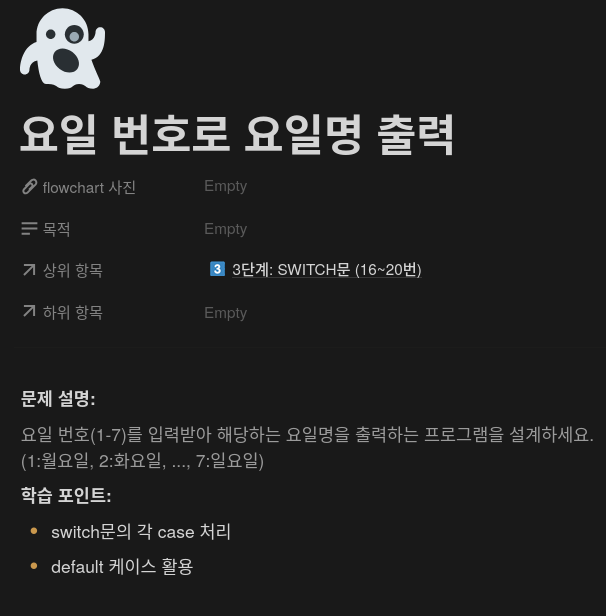 요일 번호로 요일명 출력
flowchart 사진 Empty
목적 Empty
상위 항목 3 3단계: SWITCH문 (16~20번)
하위 항목 Empty
문제 설명:
요일 번호(1-7)를 입력받아 해당하는 요일명을 출력하는 프로그램을 설계하세요.
(1:월요일, 2:화요일, ..., 7:일요일)
학습 포인트:
• switch문의 각 case 처리
• default 케이스 활용